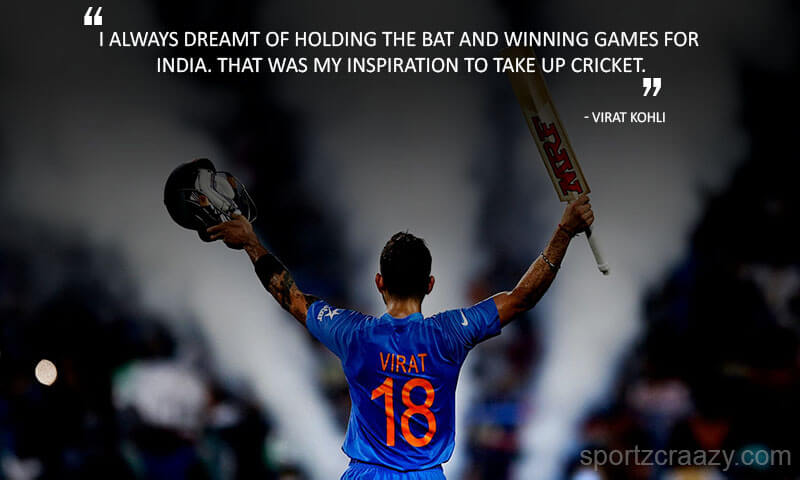 “
I ALWAYS DREAMT OF HOLDING THE BAT AND WINNING GAMES FOR
INDIA. THAT WAS MY INSPIRATION TO TAKE UP CRICKET.
”
- VIRAT KOHLI
MRF
VIRAT
18
sportzcraazy.com